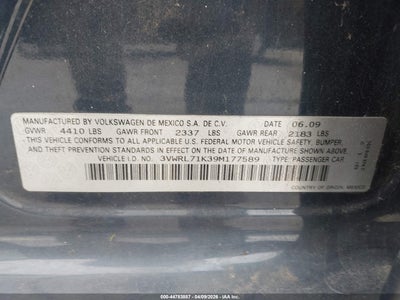 MANUFACTURED BY VOLKSWAGEN DE MEXICO S.A. DE C.V. DATE 06.09
GVWR 4410 LBS GAWR FRONT 2337 LBS GAWR REAR 2183 LBS
THIS VEHICLE CONFORMS TO ALL APPLICABLE U.S. FEDERAL MOTOR VEHICLE SAFETY, BUMPER,
AND THEFT PREVENTION STANDARDS IN EFFECT ON THE DATE OF MANUFACTURE SHOWN ABOVE.
VEHICLE IDENT. NO.: 3VWRL71K39M177589 TYPE: PASSENGER CAR
COUNTRY OF ORIGIN: MEXICO
000-44763887 - 04/09/2026 - IAA Inc.